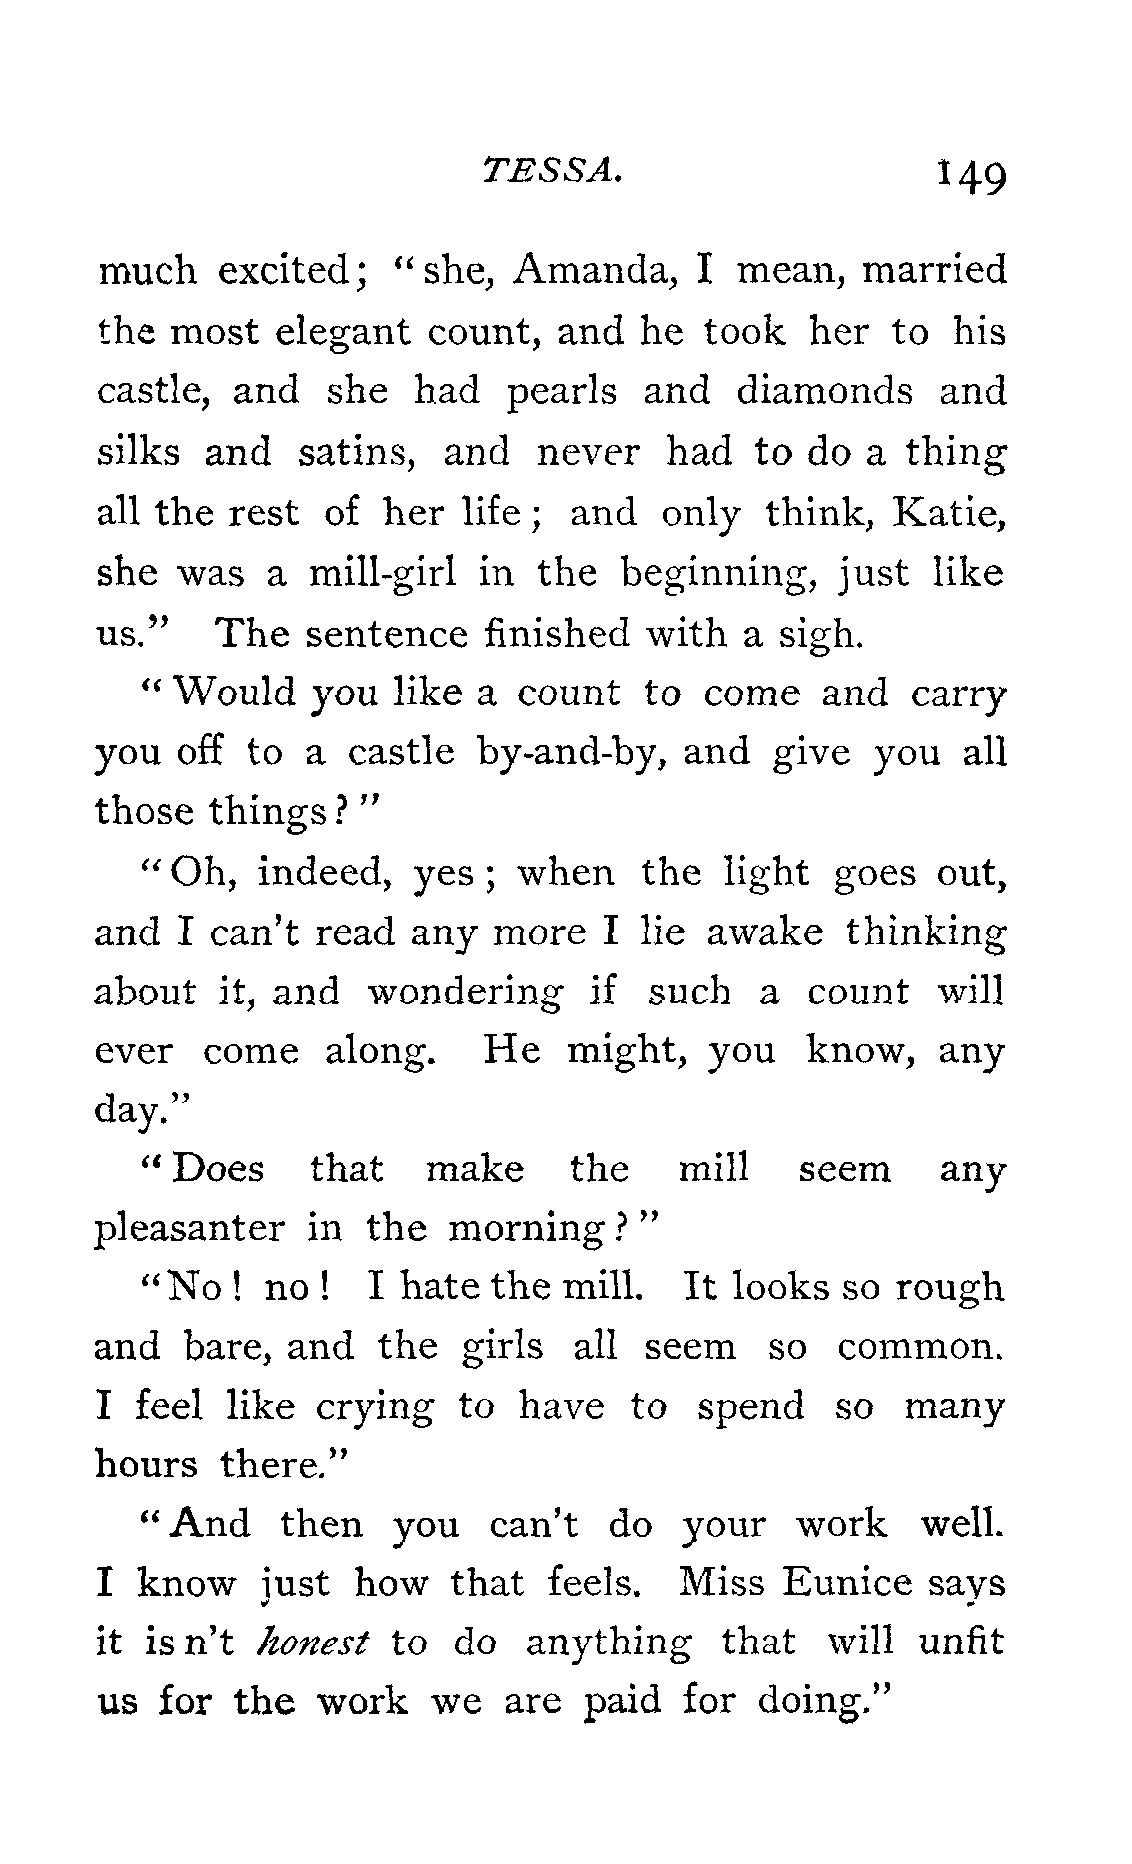 TESSA. 149
much excited; "she, Amanda, I mean, married
the most elegant count, and he took her to his
castle, and she had pearls and diamonds and
silks and satins, and never had to do a thing
all the rest of her life; and only think, Katie,
she was a mill-girl in the beginning, just like
us." The sentence finished with a sigh.
"Would you like a count to come and carry
you off to a castle by-and-by, and give you all
those things?"
"Oh, indeed, yes; when the light goes out,
and I can't read any more I lie awake thinking
about it, and wondering if such a count will
ever come along. He might, you know, any
day."
"Does that make the mill seem any
pleasanter in the morning?"
"No! no! I hate the mill. It looks so rough
and bare, and the girls all seem so common.
I feel like crying to have to spend so many
hours there."
"And then you can't do your work well.
I know just how that feels. Miss Eunice says
it is n't honest to do anything that will unfit
us for the work we are paid for doing."